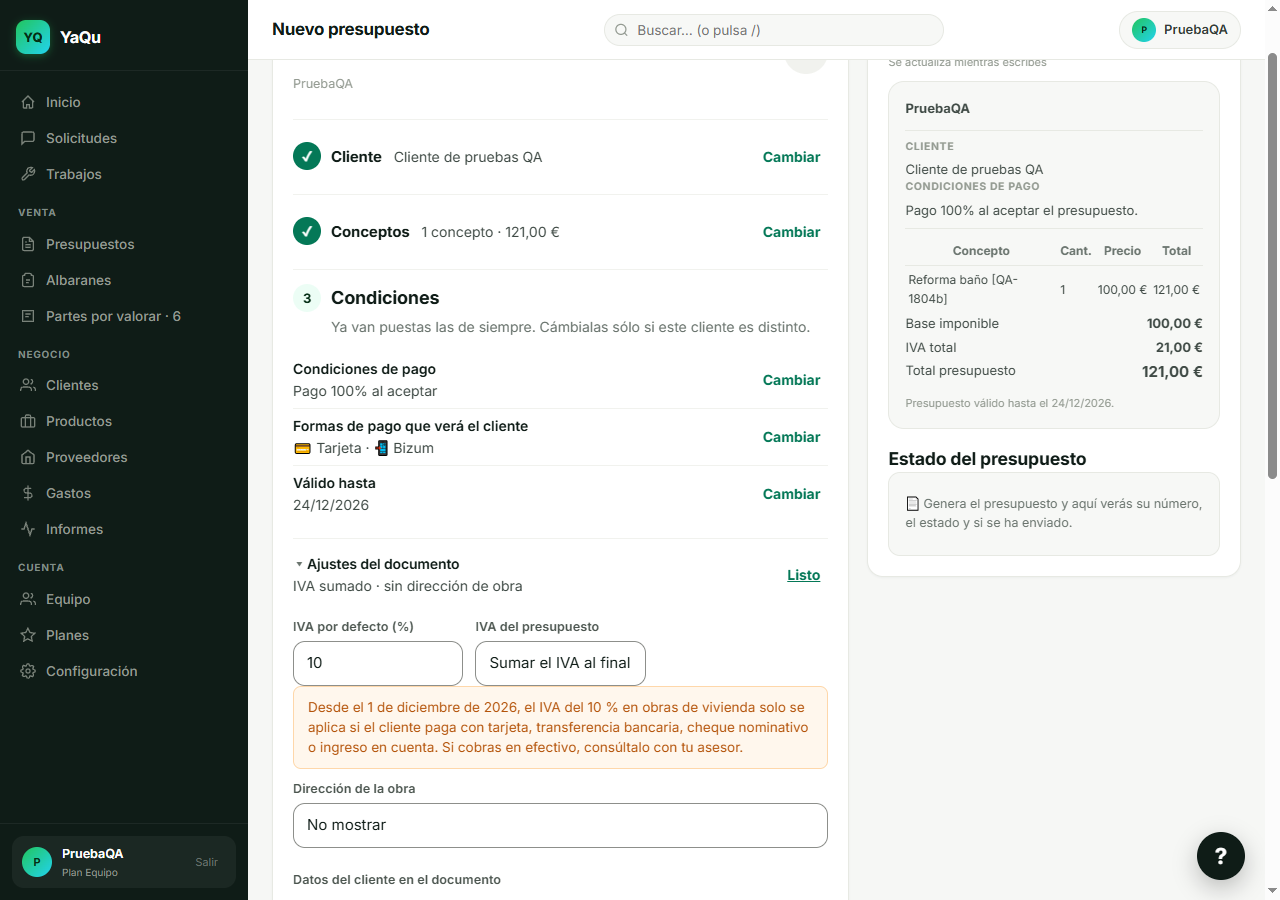 YQ YaQu
Inicio
Solicitudes
Trabajos
VENTA
Presupuestos
Albaranes
Partes por valorar · 6
NEGOCIO
Clientes
Productos
Proveedores
Gastos
Informes
CUENTA
Equipo
Planes
Configuración
P PruebaQA
Plan Equipo
Salir
Nuevo presupuesto
Buscar... (o pulsa /)
P PruebaQA
PruebaQA
Cliente Cliente de pruebas QA Cambiar
Conceptos 1 concepto · 121,00 € Cambiar
3 Condiciones
Ya van puestas las de siempre. Cámbialas sólo si este cliente es distinto.
Condiciones de pago
Pago 100% al aceptar
Cambiar
Formas de pago que verá el cliente
Tarjeta · Bizum
Cambiar
Válido hasta
24/12/2026
Cambiar
Ajustes del documento
IVA sumado · sin dirección de obra
Listo
IVA por defecto (%) IVA del presupuesto
10 Sumar el IVA al final
Desde el 1 de diciembre de 2026, el IVA del 10 % en obras de vivienda solo se
aplica si el cliente paga con tarjeta, transferencia bancaria, cheque nominativo
o ingreso en cuenta. Si cobras en efectivo, consúltalo con tu asesor.
Dirección de la obra
No mostrar
Datos del cliente en el documento
Se actualiza mientras escribes
PruebaQA
CLIENTE
Cliente de pruebas QA
CONDICIONES DE PAGO
Pago 100% al aceptar el presupuesto.
Concepto Cant. Precio Total
Reforma baño [QA-
1804b] 1 100,00 € 121,00 €
Base imponible 100,00 €
IVA total 21,00 €
Total presupuesto 121,00 €
Presupuesto válido hasta el 24/12/2026.
Estado del presupuesto
Genera el presupuesto y aquí verás su número,
el estado y si se ha enviado.
?